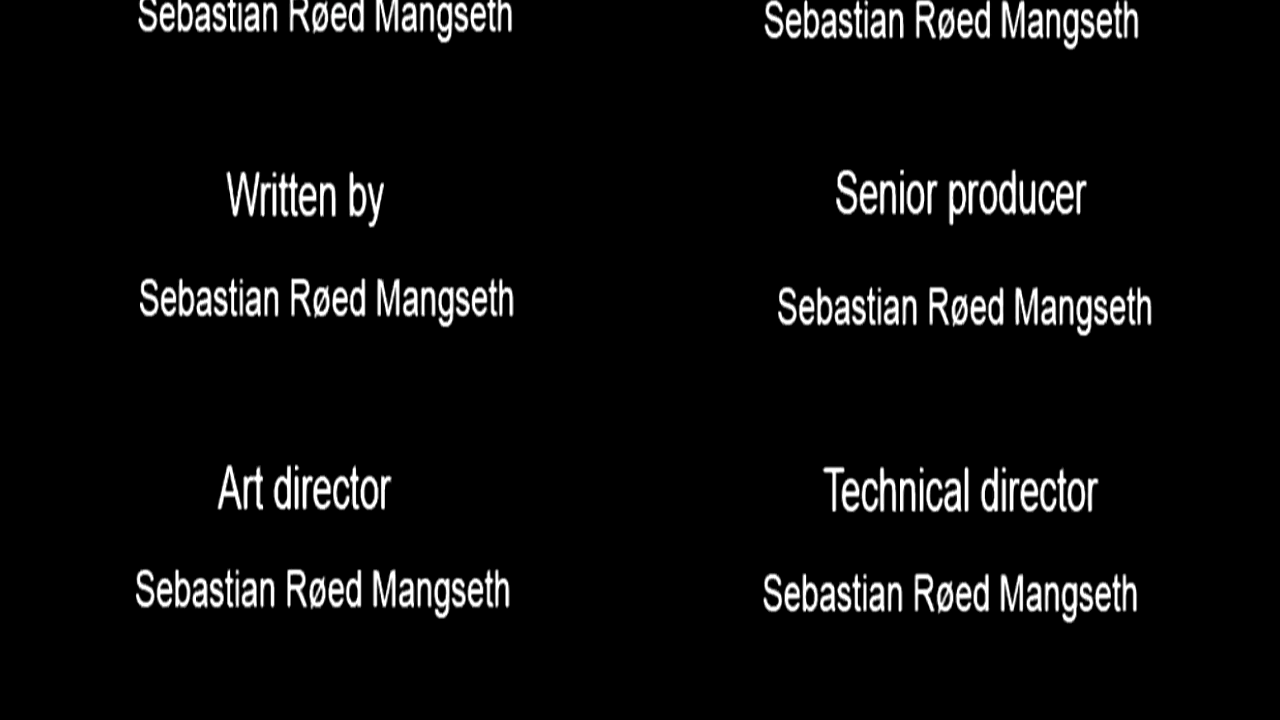 Sebastian Røed Mangseth
Sebastian Røed Mangseth
Written by
Senior producer
Sebastian Røed Mangseth
Sebastian Røed Mangseth
Art director
Technical director
Sebastian Røed Mangseth
Sebastian Røed Mangseth